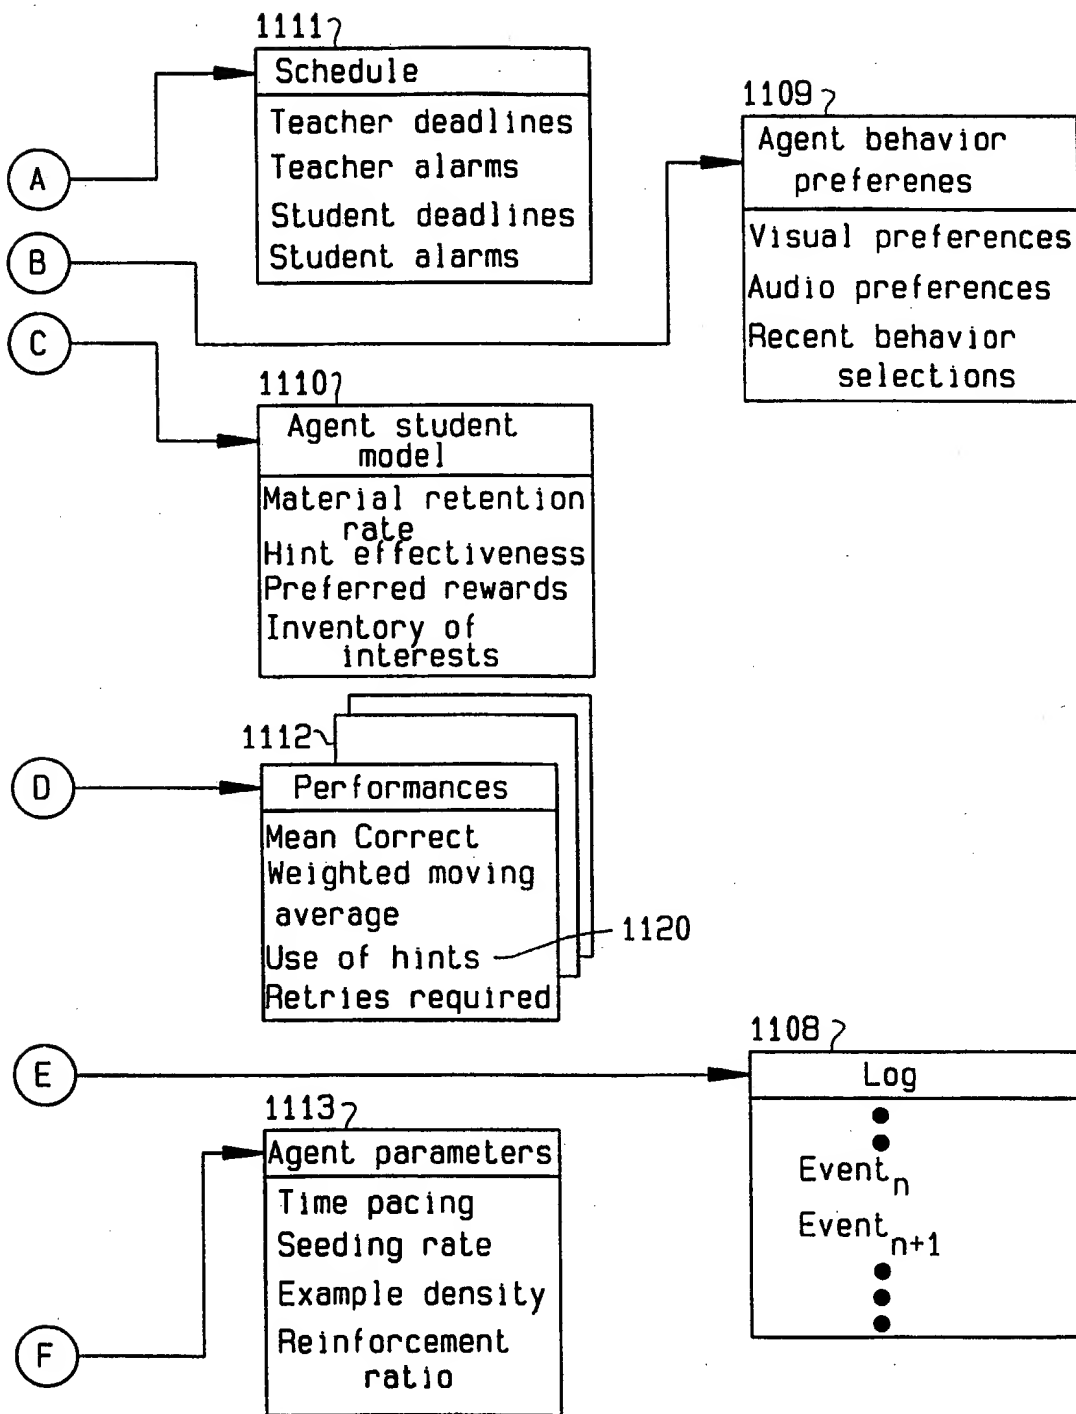 1111
Schedule
Teacher deadlines
Teacher alarms
Student deadlines
Student alarms
A
B
C
1109
Agent behavior
preferenes
Visual preferences
Audio preferences
Recent behavior
selections
1110
Agent student
model
Material retention
rate
Hint effectiveness
Preferred rewards
Inventory of
interests
1112
D
Performances
Mean Correct
Weighted moving
average
Use of hints
1120
Retries required
E
1108
Log
Event n
Event n+1
1113
Agent parameters
Time pacing
Seeding rate
Example density
Reinforcement
ratio
F